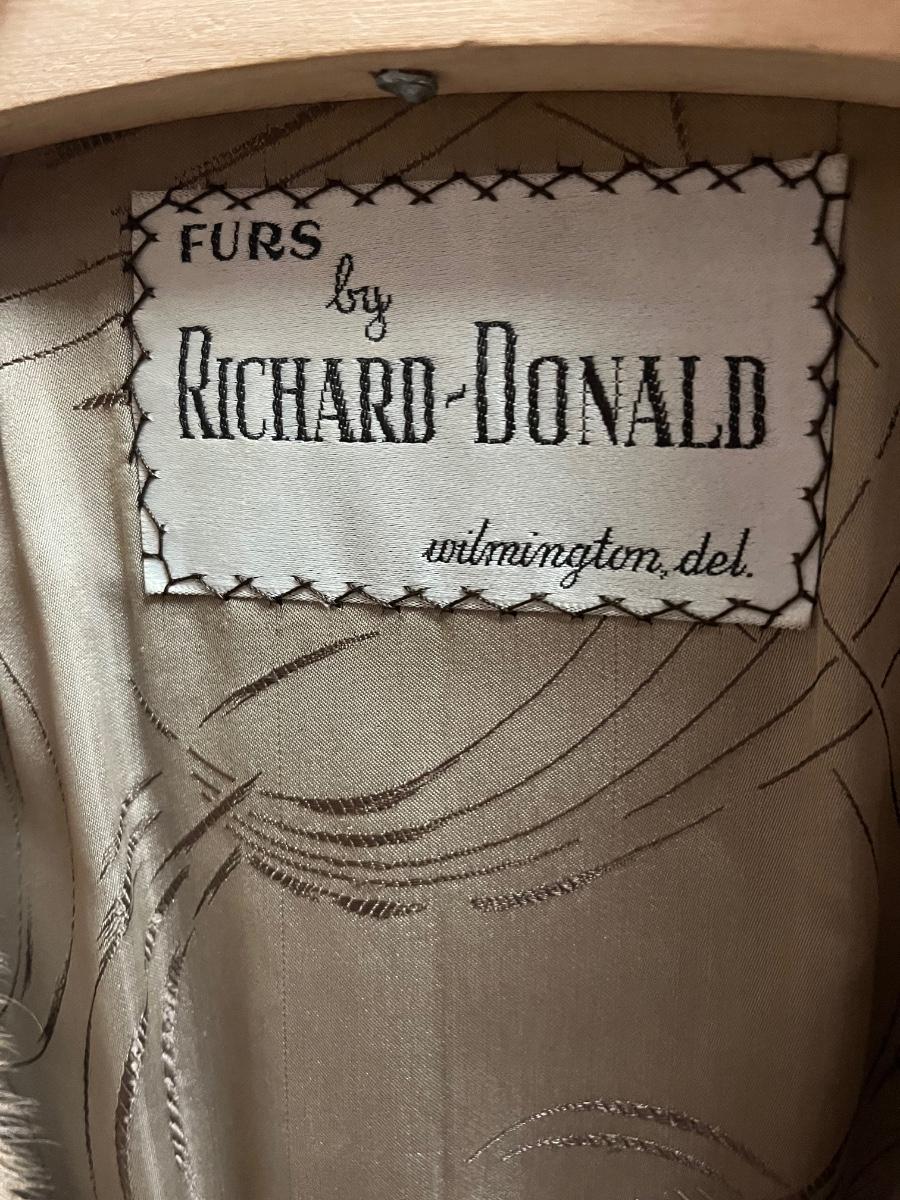 FURS
by
RICHARD-DONALD
wilmington, del.